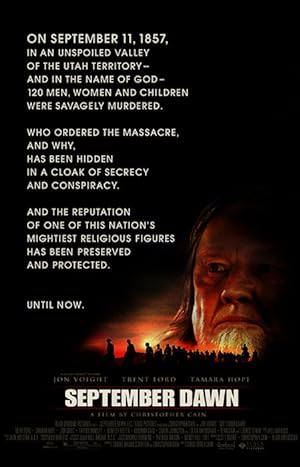 ON SEPTEMBER 11, 1857,
IN AN UNSPOILED VALLEY
OF THE UTAH TERRITORY–
AND IN THE NAME OF GOD–
120 MEN, WOMEN AND CHILDREN
WERE SAVAGELY MURDERED.
WHO ORDERED THE MASSACRE,
AND WHY,
HAS BEEN HIDDEN
IN A CLOAK OF SECRECY
AND CONSPIRACY.
AND THE REPUTATION
OF ONE OF THIS NATION'S
MIGHTIEST RELIGIOUS FIGURES
HAS BEEN PRESERVED
AND PROTECTED.
UNTIL NOW.
JON VOIGHT TRENT FORD TAMARA HOPE
SEPTEMBER DAWN
A FILM BY CHRISTOPHER CAIN